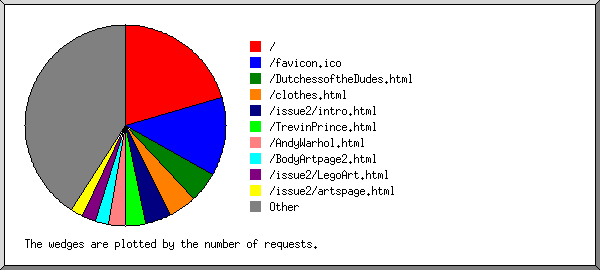 /
/favicon.ico
/DutchessoftheDudes.html
/clothes.html
/issue2/intro.html
/TrevinPrince.html
/AndyWarhol.html
/BodyArtpage2.html
/issue2/LegoArt.html
/issue2/artspage.html
Other
The wedges are plotted by the number of requests.